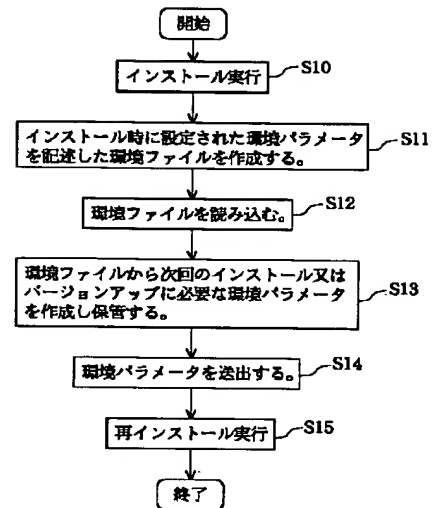 開始
インストール実行
S10
インストール時に設定された環境パラメータ
を記述した環境ファイルを作成する。
S11
環境ファイルを読み込む。
S12
環境ファイルから次回のインストール又は
バージョンアップに必要な環境パラメータ
を作成し保管する。
S13
環境パラメータを送出する。
S14
再インストール実行
S15
終了